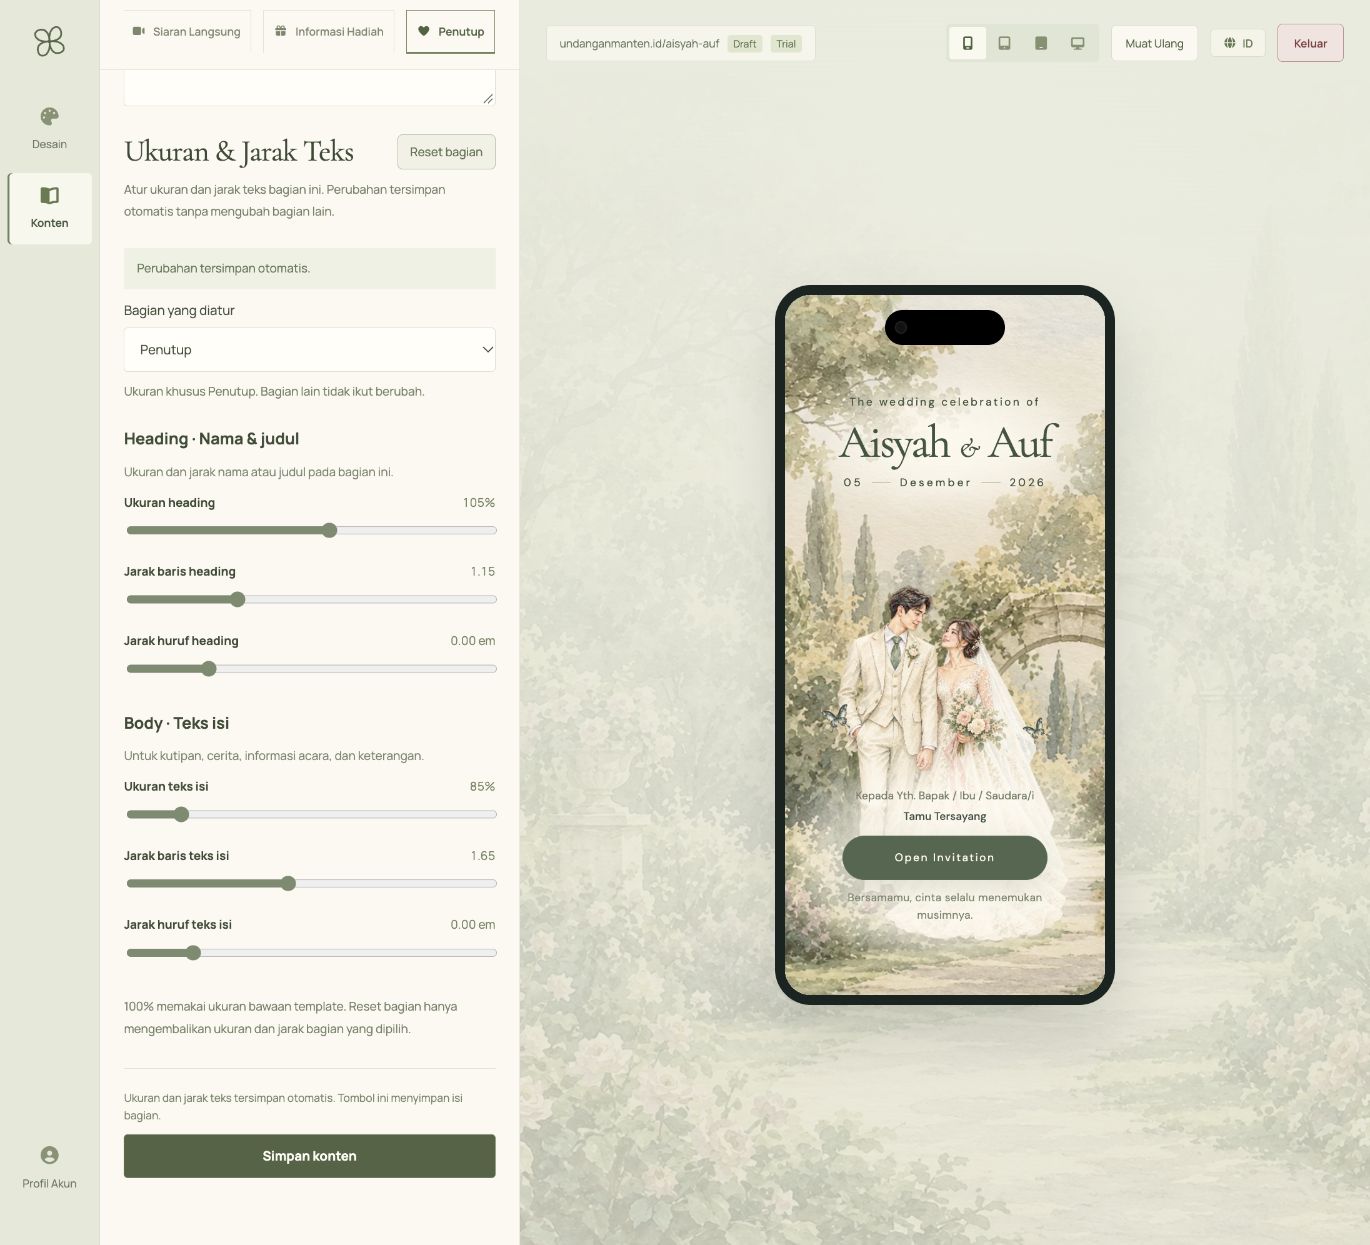 Siaran Langsung
Informasi Hadiah
Penutup
undanganmanten.id/aisyah-auf
Draft
Trial
Muat Ulang
ID
Keluar
Desain
Konten
Profil Akun
Ukuran & Jarak Teks
Reset bagian
Atur ukuran dan jarak teks bagian ini. Perubahan tersimpan
otomatis tanpa mengubah bagian lain.
Perubahan tersimpan otomatis.
Bagian yang diatur
Penutup
Ukuran khusus Penutup. Bagian lain tidak ikut berubah.
Heading · Nama & judul
Ukuran dan jarak nama atau judul pada bagian ini.
Ukuran heading 105%
Jarak baris heading 1.15
Jarak huruf heading 0.00 em
Body · Teks isi
Untuk kutipan, cerita, informasi acara, dan keterangan.
Ukuran teks isi 85%
Jarak baris teks isi 1.65
Jarak huruf teks isi 0.00 em
100% memakai ukuran bawaan template. Reset bagian hanya
mengembalikan ukuran dan jarak bagian yang dipilih.
Ukuran dan jarak teks tersimpan otomatis. Tombol ini menyimpan isi
bagian.
Simpan konten
The wedding celebration of
Aisyah & Auf
05 — Desember — 2026
Kepada Yth. Bapak / Ibu / Saudara/i
Tamu Tersayang
Open Invitation
Bersamamu, cinta selalu menemukan
musimnya.